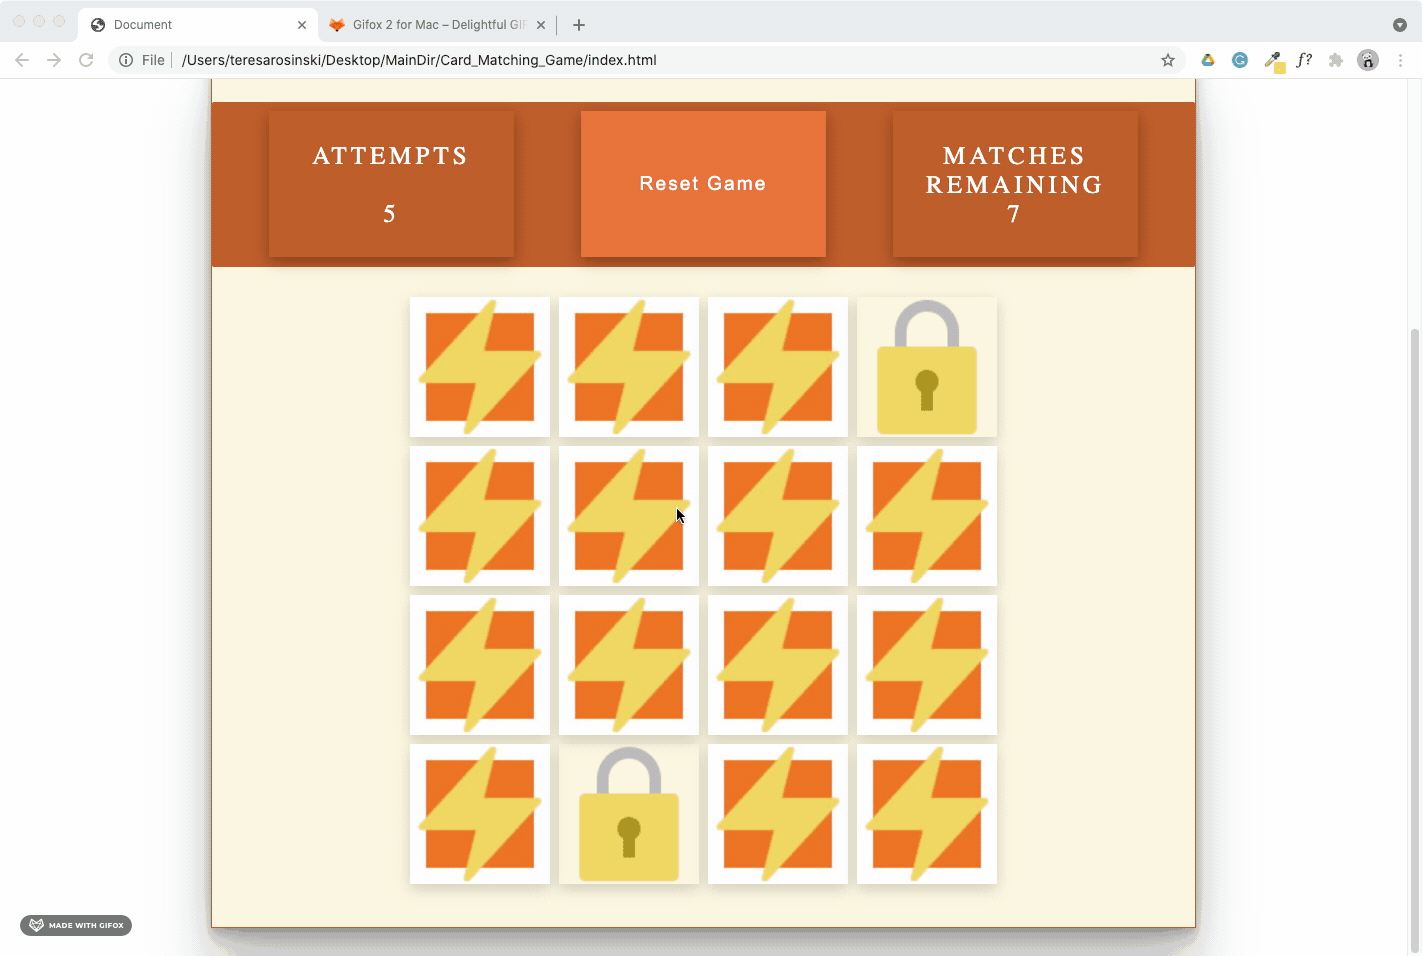 Document
Gifox 2 for Mac – Delightful GIF
File
/Users/teresarosinski/Desktop/MainDir/Card_Matching_Game/index.html
f?
ATTEMPTS
5
Reset Game
MATCHES
REMAINING
7
MADE WITH GIFOX